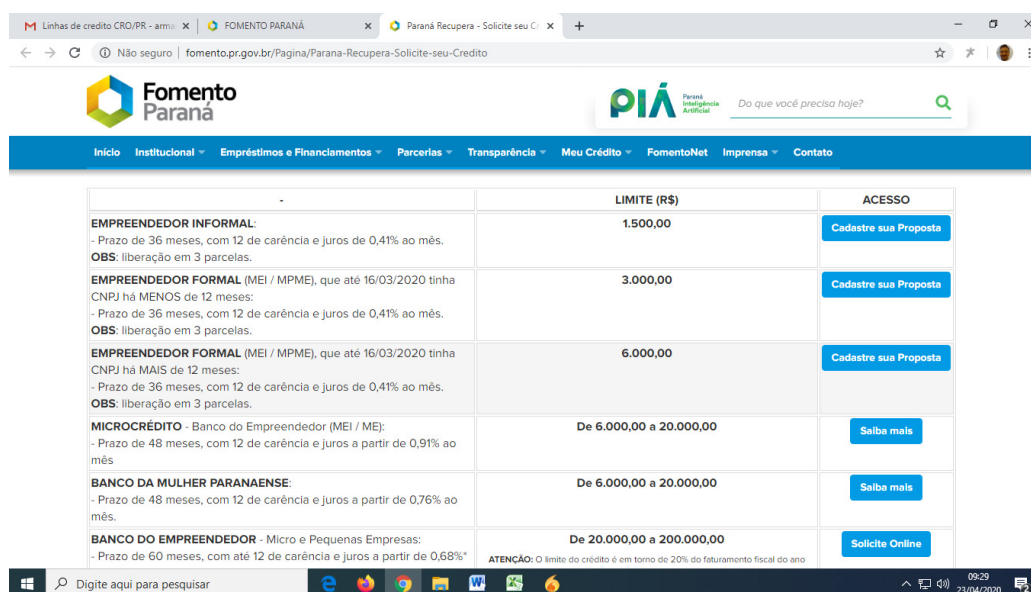 Linhas de credito CRO/PR - arma
FOMENTO PARANÁ
Paraná Recupera - Solicite seu Cr
Não seguro | fomento.pr.gov.br/Pagina/Parana-Recupera-Solicite-seu-Credito
Fomento
Paraná
PIÁ
Paraná
Inteligência
Artificial
Do que você precisa hoje?
Início Institucional Empréstimos e Financiamentos Parcerias Transparência Meu Crédito FomentoNet Imprensa Contato
- LIMITE (R$) ACESSO
EMPREENDEDOR INFORMAL: 1.500,00 Cadastre sua Proposta
- Prazo de 36 meses, com 12 de carência e juros de 0,41% ao mês.
OBS: liberação em 3 parcelas.
EMPREENDEDOR FORMAL (MEI / MPME), que até 16/03/2020 tinha 3.000,00 Cadastre sua Proposta
CNPJ há MENOS de 12 meses:
- Prazo de 36 meses, com 12 de carência e juros de 0,41% ao mês.
OBS: liberação em 3 parcelas.
EMPREENDEDOR FORMAL (MEI / MPME), que até 16/03/2020 tinha 6.000,00 Cadastre sua Proposta
CNPJ há MAIS de 12 meses:
- Prazo de 36 meses, com 12 de carência e juros de 0,41% ao mês.
OBS: liberação em 3 parcelas.
MICROCRÉDITO - Banco do Empreendedor (MEI / ME): De 6.000,00 a 20.000,00 Saiba mais
- Prazo de 48 meses, com 12 de carência e juros a partir de 0,91% ao
mês
BANCO DA MULHER PARANAENSE: De 6.000,00 a 20.000,00 Saiba mais
- Prazo de 48 meses, com 12 de carência e juros a partir de 0,76% ao
mês.
BANCO DO EMPREENDEDOR - Micro e Pequenas Empresas: De 20.000,00 a 200.000,00 Solicite Online
- Prazo de 60 meses, com até 12 de carência e juros a partir de 0,68%* ATENÇÃO: O limite do crédito é em torno de 20% do faturamento fiscal do ano
Digite aqui para pesquisar
09:29
23/04/2020